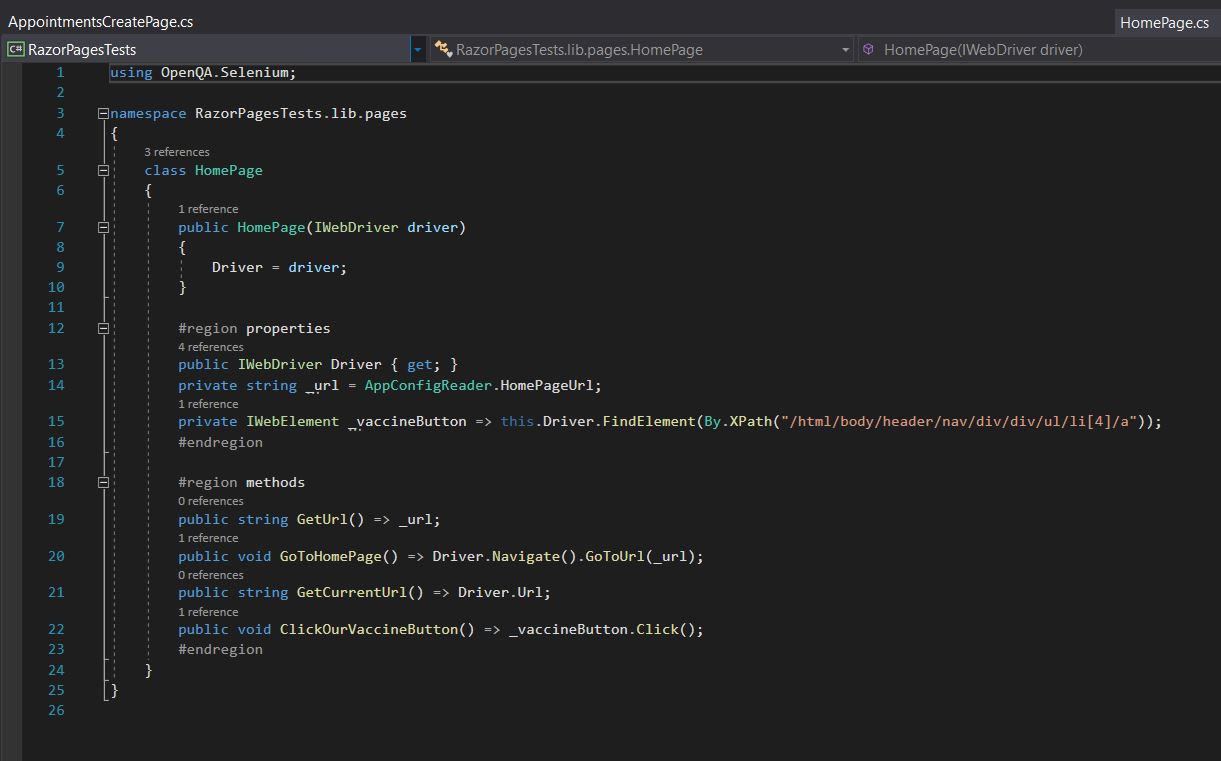 AppointmentsCreatePage.cs HomePage.cs
C# RazorPagesTests RazorPagesTests.lib.pages.HomePage HomePage(IWebDriver driver)
1 using OpenQA.Selenium;
2
3 namespace RazorPagesTests.lib.pages
4 {
3 references
5 class HomePage
6 {
1 reference
7 public HomePage(IWebDriver driver)
8 {
9 Driver = driver;
10 }
11
12 #region properties
4 references
13 public IWebDriver Driver { get; }
14 private string _url = AppConfigReader.HomePageUrl;
1 reference
15 private IWebElement _vaccineButton => this.Driver.FindElement(By.XPath("/html/body/header/nav/div/div/ul/li[4]/a"));
16 #endregion
17
18 #region methods
0 references
19 public string GetUrl() => _url;
1 reference
20 public void GoToHomePage() => Driver.Navigate().GoToUrl(_url);
0 references
21 public string GetCurrentUrl() => Driver.Url;
1 reference
22 public void ClickOurVaccineButton() => _vaccineButton.Click();
23 #endregion
24 }
25 }
26